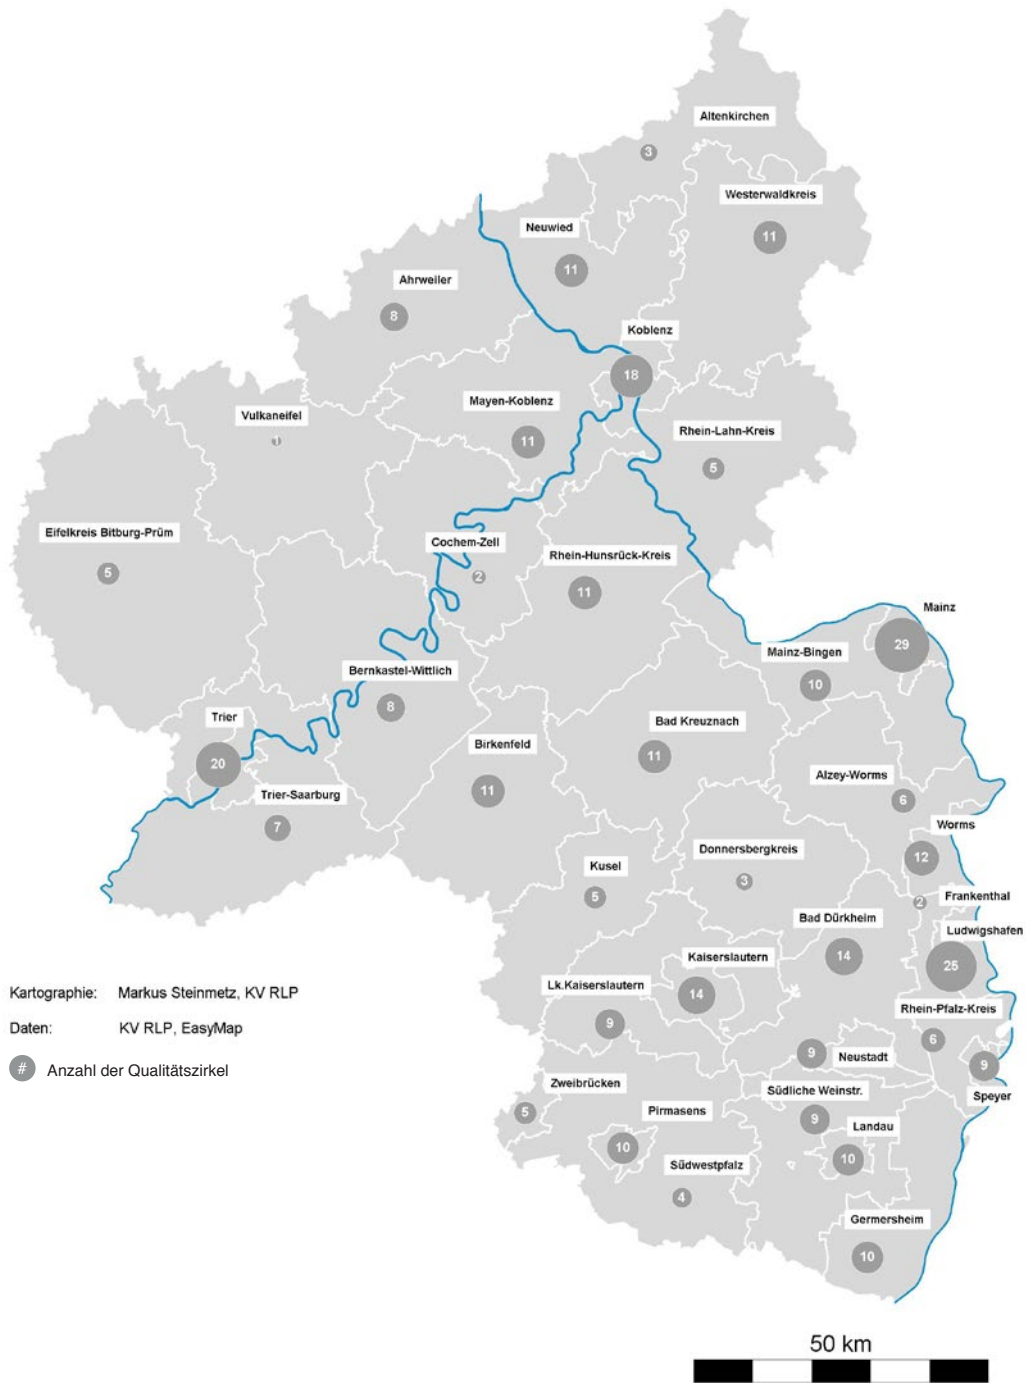 Altenkirchen
3
Westerwaldkreis
11
Neuwied
11
Ahrweiler
8
Koblenz
18
Mayen-Koblenz
11
Vulkaneifel
1
Rhein-Lahn-Kreis
5
Eifelkreis Bitburg-Prüm
5
Cochem-Zell
2
Rhein-Hunsrück-Kreis
11
Mainz
29
Mainz-Bingen
10
Bernkastel-Wittlich
8
Trier
20
Bad Kreuznach
11
Birkenfeld
11
Alzey-Worms
6
Trier-Saarburg
7
Worms
12
Donnersbergkreis
3
Kusel
5
Frankenthal
2
Bad Dürkheim
14
Ludwigshafen
25
Kaiserslautern
14
Lk.Kaiserslautern
9
Kartographie: Markus Steinmetz, KV RLP
Daten: KV RLP, EasyMap
# Anzahl der Qualitätszirkel
Rhein-Pfalz-Kreis
6
Neustadt
9
Speyer
9
Zweibrücken
5
Südliche Weinstr.
9
Pirmasens
10
Landau
10
Südwestpfalz
4
Germersheim
10
50 km